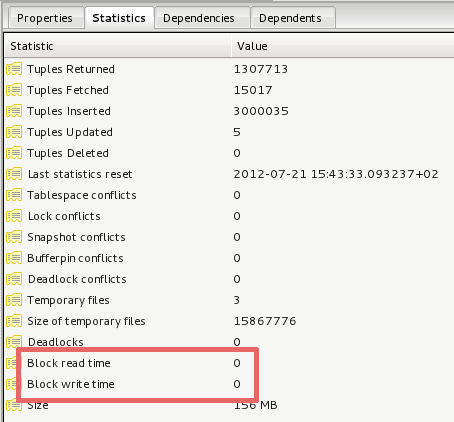 Properties Statistics Dependencies Dependents
Statistic Value
Tuples Returned 1307713
Tuples Fetched 15017
Tuples Inserted 3000035
Tuples Updated 5
Tuples Deleted 0
Last statistics reset 2012-07-21 15:43:33.093237+02
Tablespace conflicts 0
Lock conflicts 0
Snapshot conflicts 0
Bufferpin conflicts 0
Deadlock conflicts 0
Temporary files 3
Size of temporary files 15867776
Deadlocks 0
Block read time 0
Block write time 0
Size 156 MB